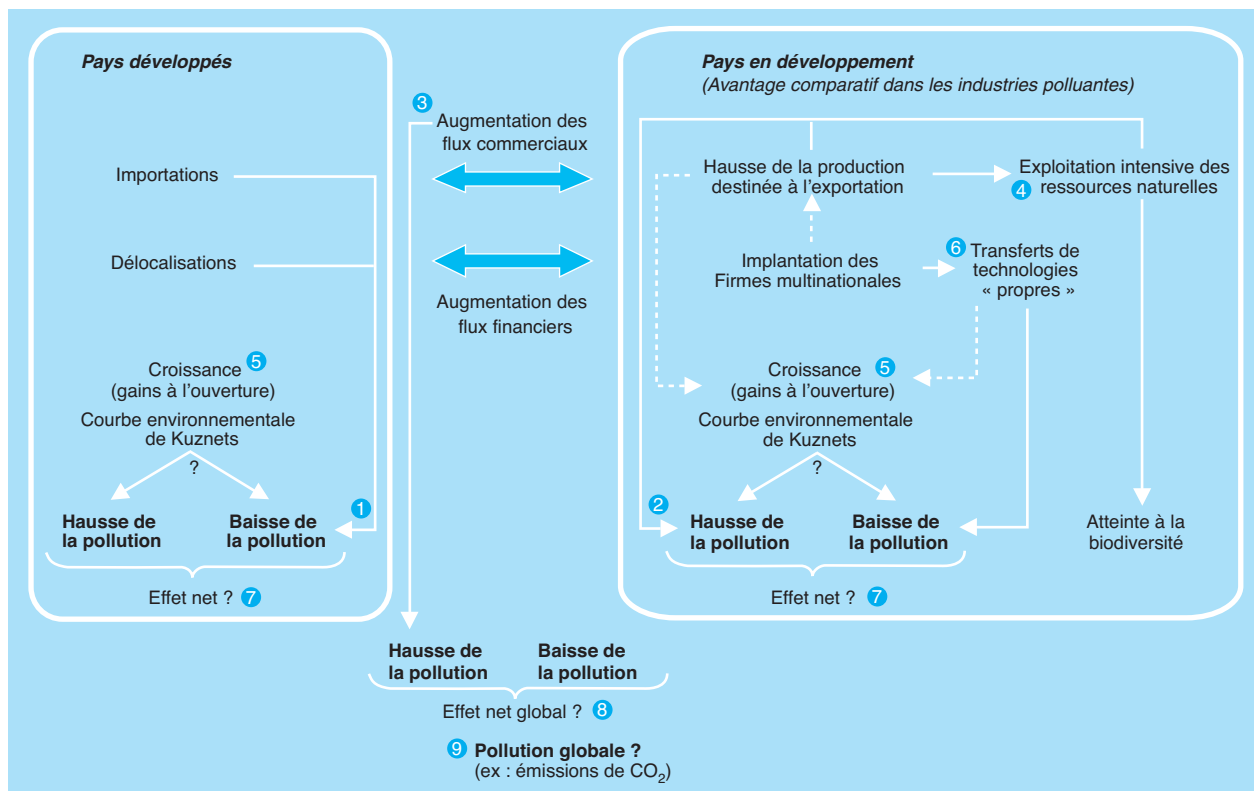 Pays développés
Importations
Délocalisations
Croissance 5
(gains à l'ouverture)
Courbe environnementale
de Kuznets
?
Hausse de
la pollution
Baisse de
la pollution
1
Effet net ? 7
3
Augmentation des
flux commerciaux
Augmentation des
flux financiers
Pays en développement
(Avantage comparatif dans les industries polluantes)
Hausse de la production
destinée à l'exportation
Exploitation intensive des
4 ressources naturelles
Implantation des
Firmes multinationales
6 Transferts de
technologies
« propres »
Croissance 5
(gains à l'ouverture)
Courbe environnementale
de Kuznets
?
2
Hausse de
la pollution
Baisse de
la pollution
Atteinte à la
biodiversité
Effet net ? 7
Hausse de
la pollution
Baisse de
la pollution
Effet net global ? 8
9 Pollution globale ?
(ex : émissions de CO2)